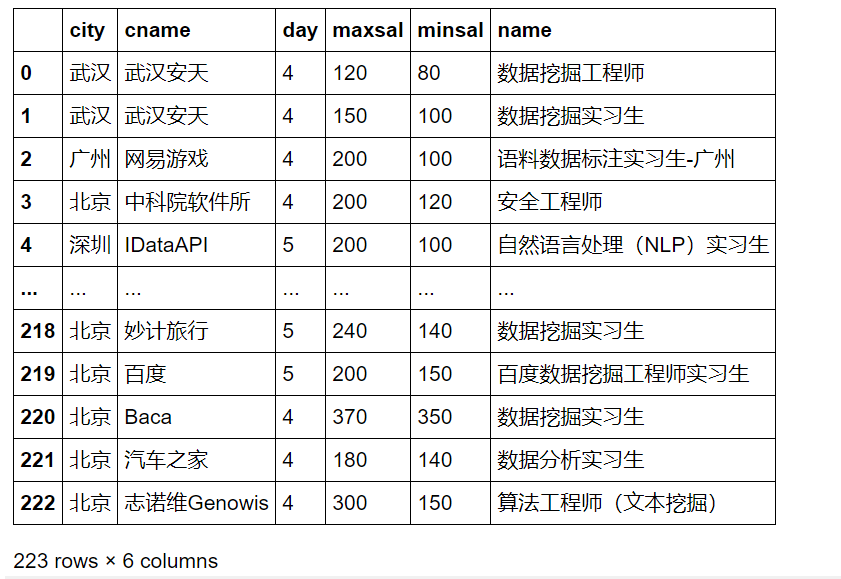 city cname day maxsal minsal name
0 武汉 武汉安天 4 120 80 数据挖掘工程师
1 武汉 武汉安天 4 150 100 数据挖掘实习生
2 广州 网易游戏 4 200 100 语料数据标注实习生-广州
3 北京 中科院软件所 4 200 120 安全工程师
4 深圳 IDataAPI 5 200 100 自然语言处理（NLP）实习生
... ... ... ... ... ... ...
218 北京 妙计旅行 5 240 140 数据挖掘实习生
219 北京 百度 5 200 150 百度数据挖掘工程师实习生
220 北京 Baca 4 370 350 数据挖掘实习生
221 北京 汽车之家 4 180 140 数据分析实习生
222 北京 志诺维Genowis 4 300 150 算法工程师（文本挖掘）
223 rows × 6 columns